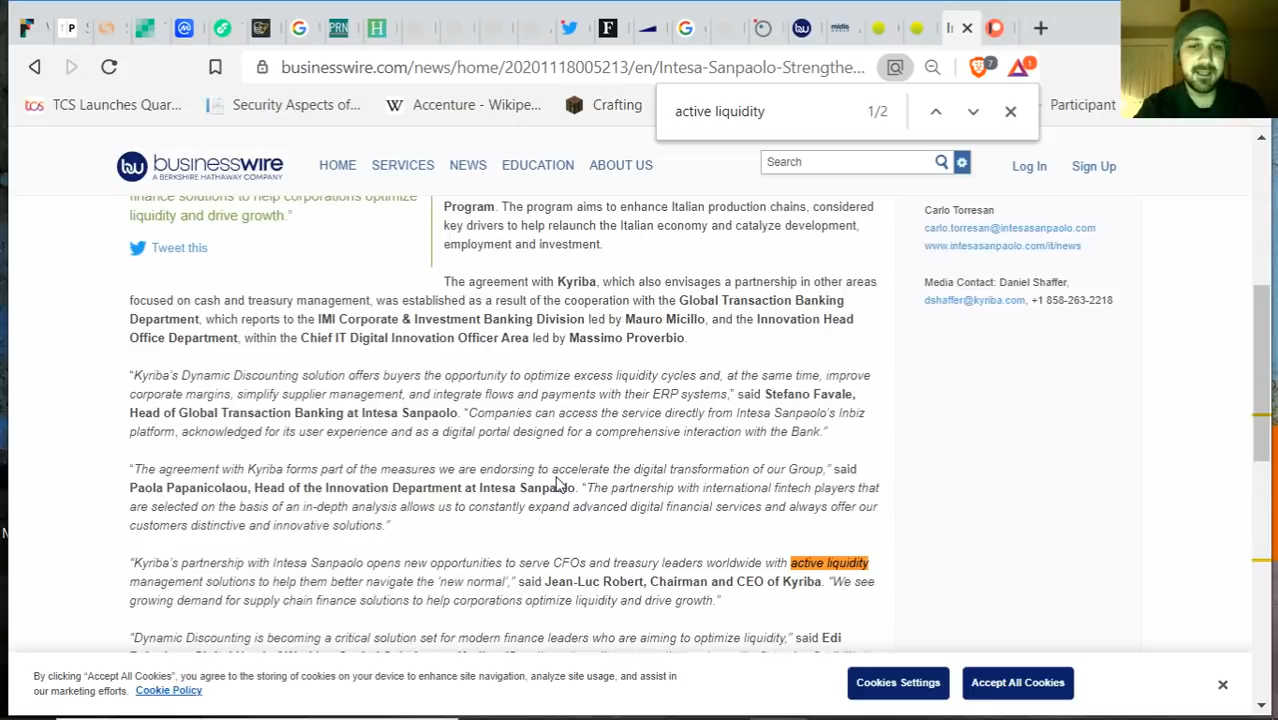 TP
PRN
H
F
bu
midis
businesswire.com/news/home/20201118005213/en/Intesa-Sanpaolo-Strengthe...
7
1
tcs TCS Launches Quar...
Security Aspects of...
W Accenture - Wikipe...
Crafting
Participant
active liquidity 1/2
bu businesswire
A BERKSHIRE HATHAWAY COMPANY
HOME SERVICES NEWS EDUCATION ABOUT US
Search
Log In Sign Up
finance solutions to help corporations optimize
liquidity and drive growth.”
Tweet this
Program. The program aims to enhance Italian production chains, considered
key drivers to help relaunch the Italian economy and catalyze development,
employment and investment.
The agreement with Kyriba, which also envisages a partnership in other areas
focused on cash and treasury management, was established as a result of the cooperation with the Global Transaction Banking
Department, which reports to the IMI Corporate & Investment Banking Division led by Mauro Micillo, and the Innovation Head
Office Department, within the Chief IT Digital Innovation Officer Area led by Massimo Proverbio.
“Kyriba’s Dynamic Discounting solution offers buyers the opportunity to optimize excess liquidity cycles and, at the same time, improve
corporate margins, simplify supplier management, and integrate flows and payments with their ERP systems,” said Stefano Favale,
Head of Global Transaction Banking at Intesa Sanpaolo. “Companies can access the service directly from Intesa Sanpaolo’s Inbiz
platform, acknowledged for its user experience and as a digital portal designed for a comprehensive interaction with the Bank.”
“The agreement with Kyriba forms part of the measures we are endorsing to accelerate the digital transformation of our Group,” said
Paola Papanicolaou, Head of the Innovation Department at Intesa Sanpaolo. “The partnership with international fintech players that
are selected on the basis of an in-depth analysis allows us to constantly expand advanced digital financial services and always offer our
customers distinctive and innovative solutions.”
“Kyriba’s partnership with Intesa Sanpaolo opens new opportunities to serve CFOs and treasury leaders worldwide with active liquidity
management solutions to help them better navigate the ‘new normal’,” said Jean-Luc Robert, Chairman and CEO of Kyriba. “We see
growing demand for supply chain finance solutions to help corporations optimize liquidity and drive growth.”
“Dynamic Discounting is becoming a critical solution set for modern finance leaders who are aiming to optimize liquidity,” said Edi
Carlo Torresan
carlo.torresan@intesasanpaolo.com
www.intesasanpaolo.com/it/news
Media Contact: Daniel Shaffer,
dshaffer@kyriba.com, +1 858-263-2218
By clicking “Accept All Cookies”, you agree to the storing of cookies on your device to enhance site navigation, analyze site usage, and assist in
our marketing efforts. Cookie Policy
Cookies Settings
Accept All Cookies